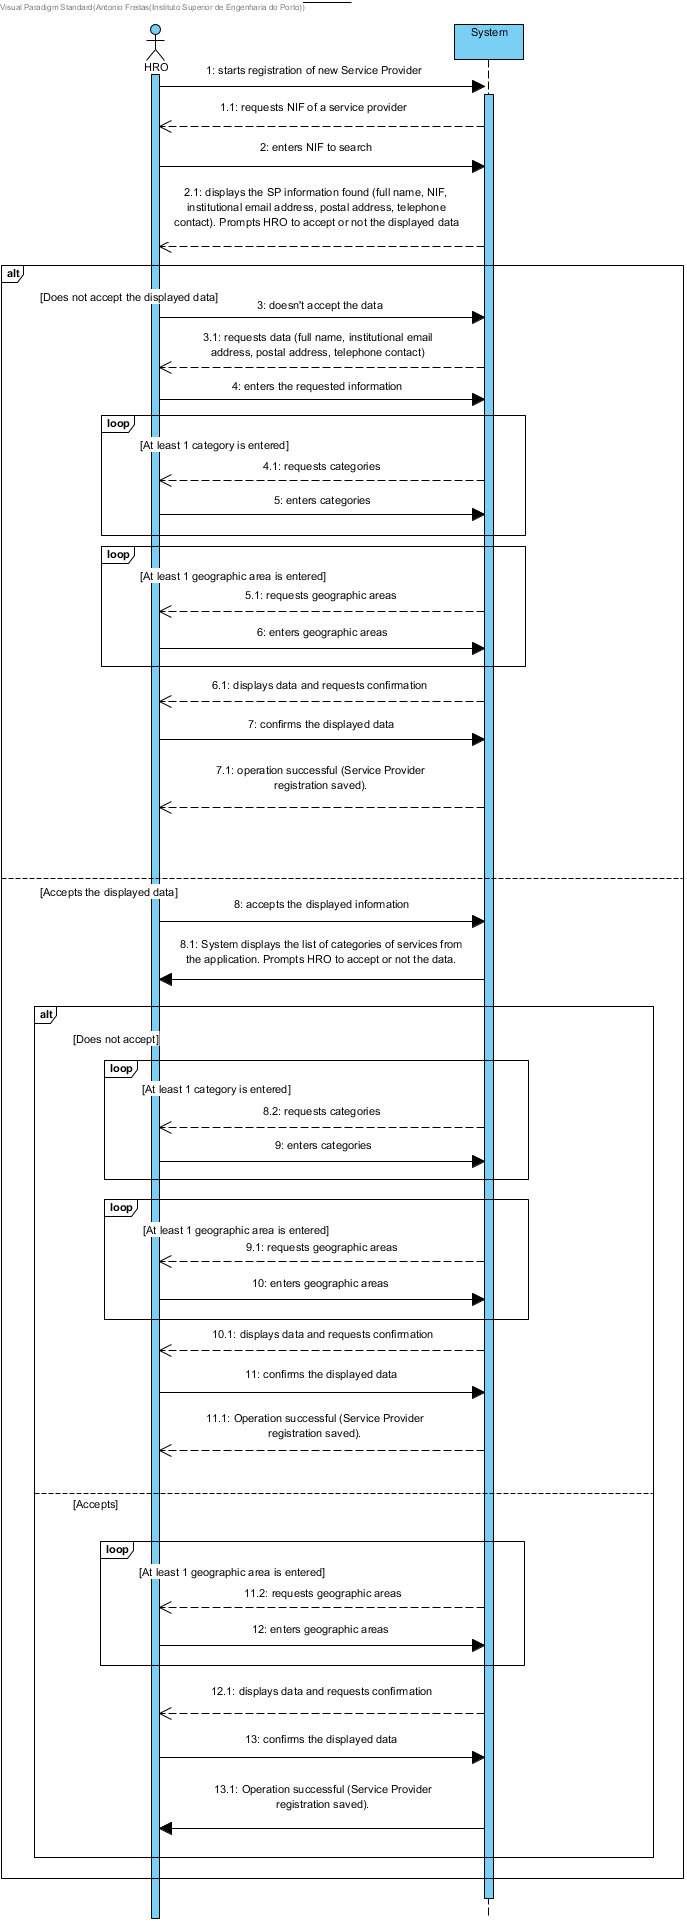 Visual Paradigm Standard(Antonio Freitas(Instituto Superior de Engenharia do Porto))
System
HRO
1: starts registration of new Service Provider
1.1: requests NIF of a service provider
2: enters NIF to search
2.1: displays the SP information found (full name, NIF,
institutional email address, postal address, telephone
contact). Prompts HRO to accept or not the displayed data
alt
[Does not accept the displayed data]
3: doesn't accept the data
3.1: requests data (full name, institutional email
address, postal address, telephone contact)
4: enters the requested information
loop
[At least 1 category is entered]
4.1: requests categories
5: enters categories
loop
[At least 1 geographic area is entered]
5.1: requests geographic areas
6: enters geographic areas
6.1: displays data and requests confirmation
7: confirms the displayed data
7.1: operation successful (Service Provider
registration saved).
[Accepts the displayed data]
8: accepts the displayed information
8.1: System displays the list of categories of services from
the application. Prompts HRO to accept or not the data.
alt
[Does not accept]
loop
[At least 1 category is entered]
8.2: requests categories
9: enters categories
loop
[At least 1 geographic area is entered]
9.1: requests geographic areas
10: enters geographic areas
10.1: displays data and requests confirmation
11: confirms the displayed data
11.1: Operation successful (Service Provider
registration saved).
[Accepts]
loop
[At least 1 geographic area is entered]
11.2: requests geographic areas
12: enters geographic areas
12.1: displays data and requests confirmation
13: confirms the displayed data
13.1: Operation successful (Service Provider
registration saved).